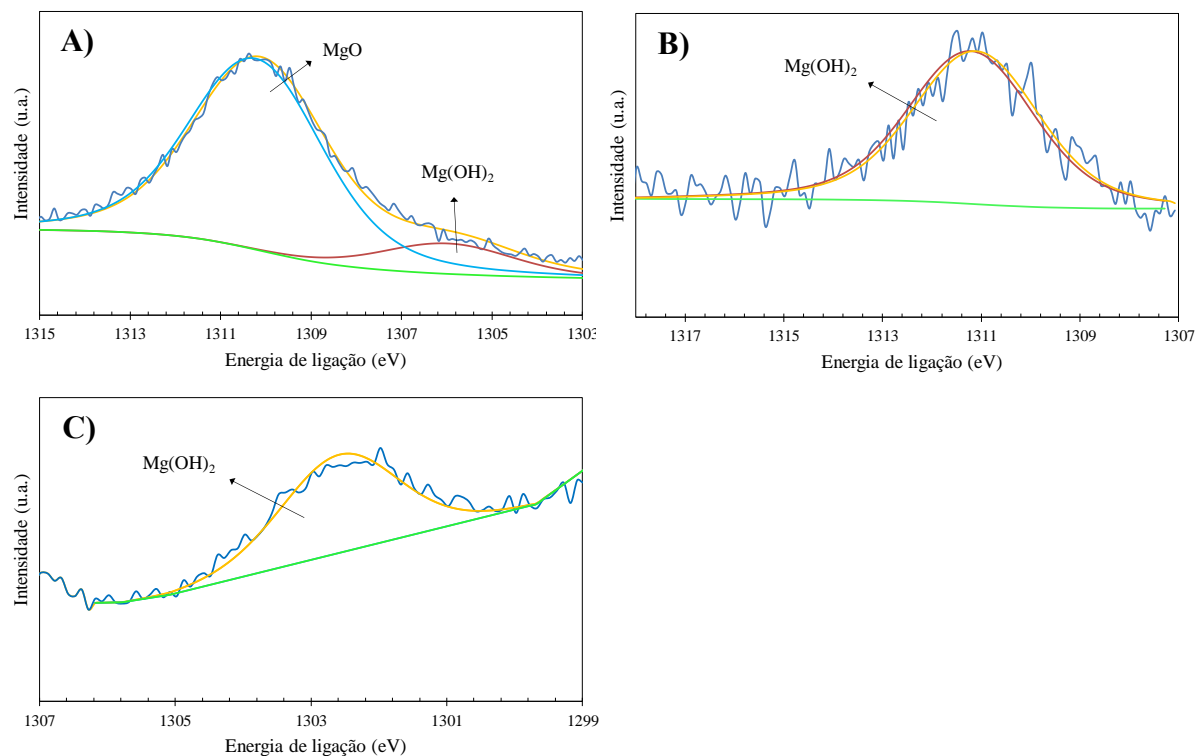 A)
MgO
Mg(OH)₂
Intensidade (u.a.)
1315 1313 1311 1309 1307 1305 1303
Energia de ligação (eV)
B)
Mg(OH)₂
Intensidade (u.a.)
1317 1315 1313 1311 1309 1307
Energia de ligação (eV)
C)
Mg(OH)₂
Intensidade (u.a.)
1307 1305 1303 1301 1299
Energia de ligação (eV)